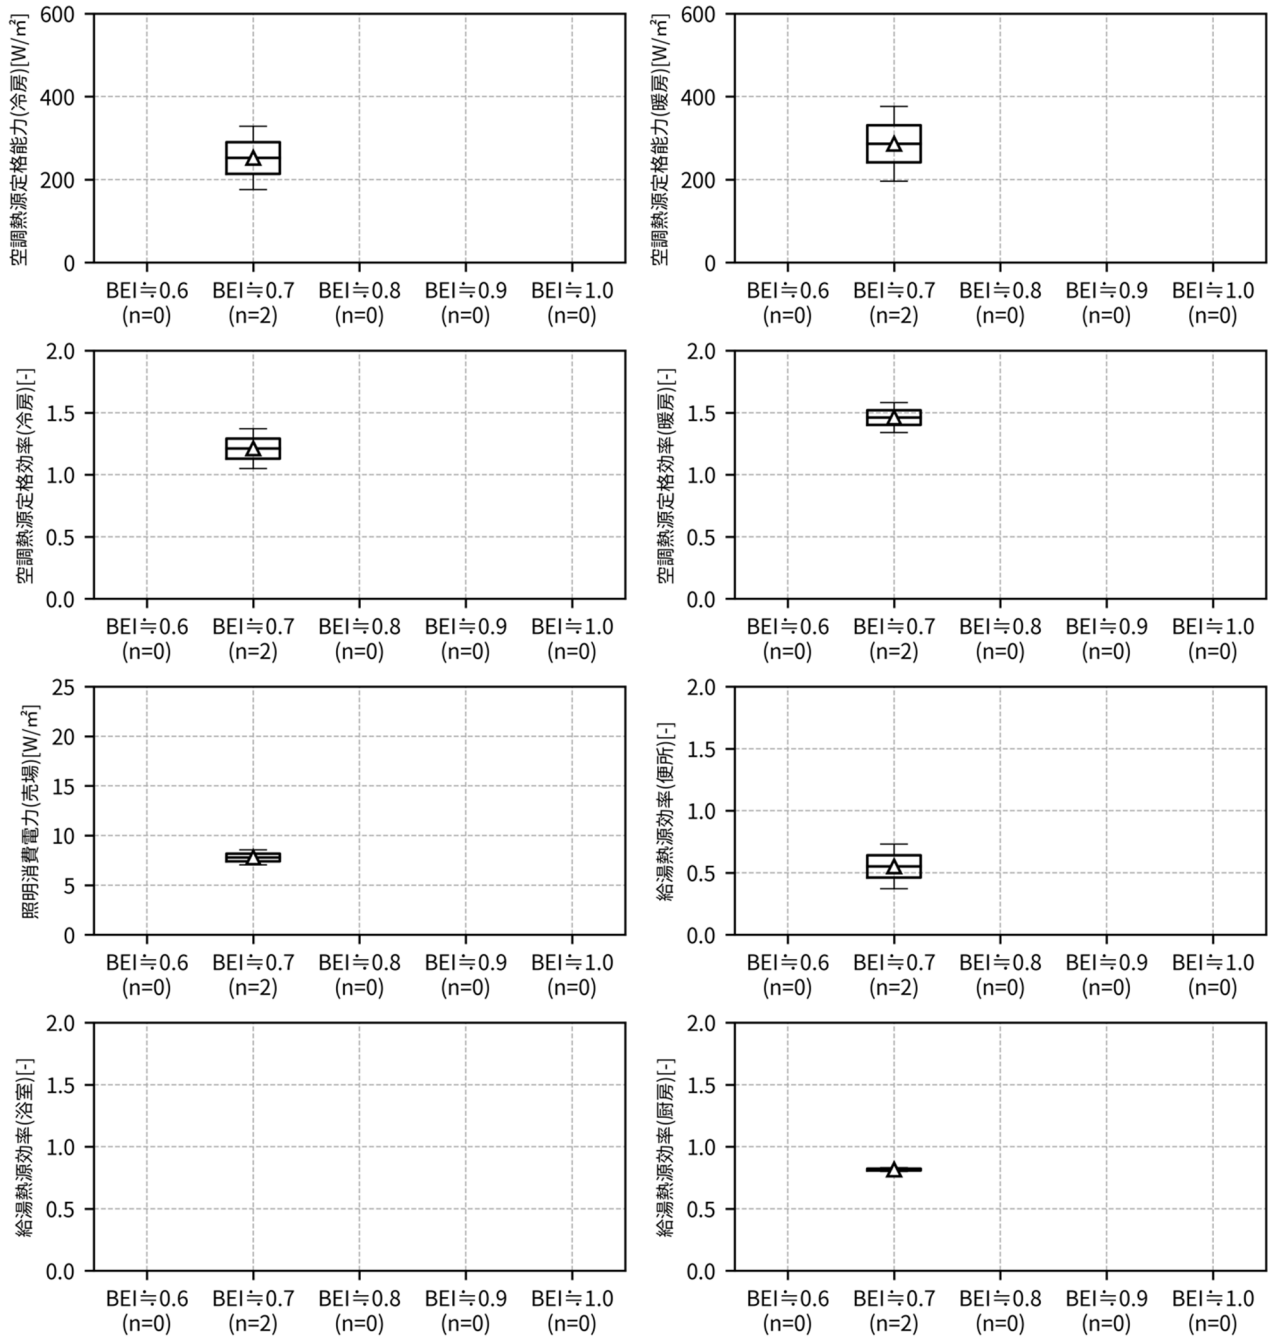 空調熱源定格能力(冷房)[W/㎡]
600
400
200
0
BEI≒0.6 BEI≒0.7 BEI≒0.8 BEI≒0.9 BEI≒1.0
(n=0) (n=2) (n=0) (n=0) (n=0)
空調熱源定格能力(暖房)[W/㎡]
600
400
200
0
BEI≒0.6 BEI≒0.7 BEI≒0.8 BEI≒0.9 BEI≒1.0
(n=0) (n=2) (n=0) (n=0) (n=0)
空調熱源定格効率(冷房)[-]
2.0
1.5
1.0
0.5
0.0
BEI≒0.6 BEI≒0.7 BEI≒0.8 BEI≒0.9 BEI≒1.0
(n=0) (n=2) (n=0) (n=0) (n=0)
空調熱源定格効率(暖房)[-]
2.0
1.5
1.0
0.5
0.0
BEI≒0.6 BEI≒0.7 BEI≒0.8 BEI≒0.9 BEI≒1.0
(n=0) (n=2) (n=0) (n=0) (n=0)
照明消費電力(売場)[W/㎡]
25
20
15
10
5
0
BEI≒0.6 BEI≒0.7 BEI≒0.8 BEI≒0.9 BEI≒1.0
(n=0) (n=2) (n=0) (n=0) (n=0)
給湯熱源効率(便所)[-]
2.0
1.5
1.0
0.5
0.0
BEI≒0.6 BEI≒0.7 BEI≒0.8 BEI≒0.9 BEI≒1.0
(n=0) (n=2) (n=0) (n=0) (n=0)
給湯熱源効率(浴室)[-]
2.0
1.5
1.0
0.5
0.0
BEI≒0.6 BEI≒0.7 BEI≒0.8 BEI≒0.9 BEI≒1.0
(n=0) (n=2) (n=0) (n=0) (n=0)
給湯熱源効率(厨房)[-]
2.0
1.5
1.0
0.5
0.0
BEI≒0.6 BEI≒0.7 BEI≒0.8 BEI≒0.9 BEI≒1.0
(n=0) (n=2) (n=0) (n=0) (n=0)